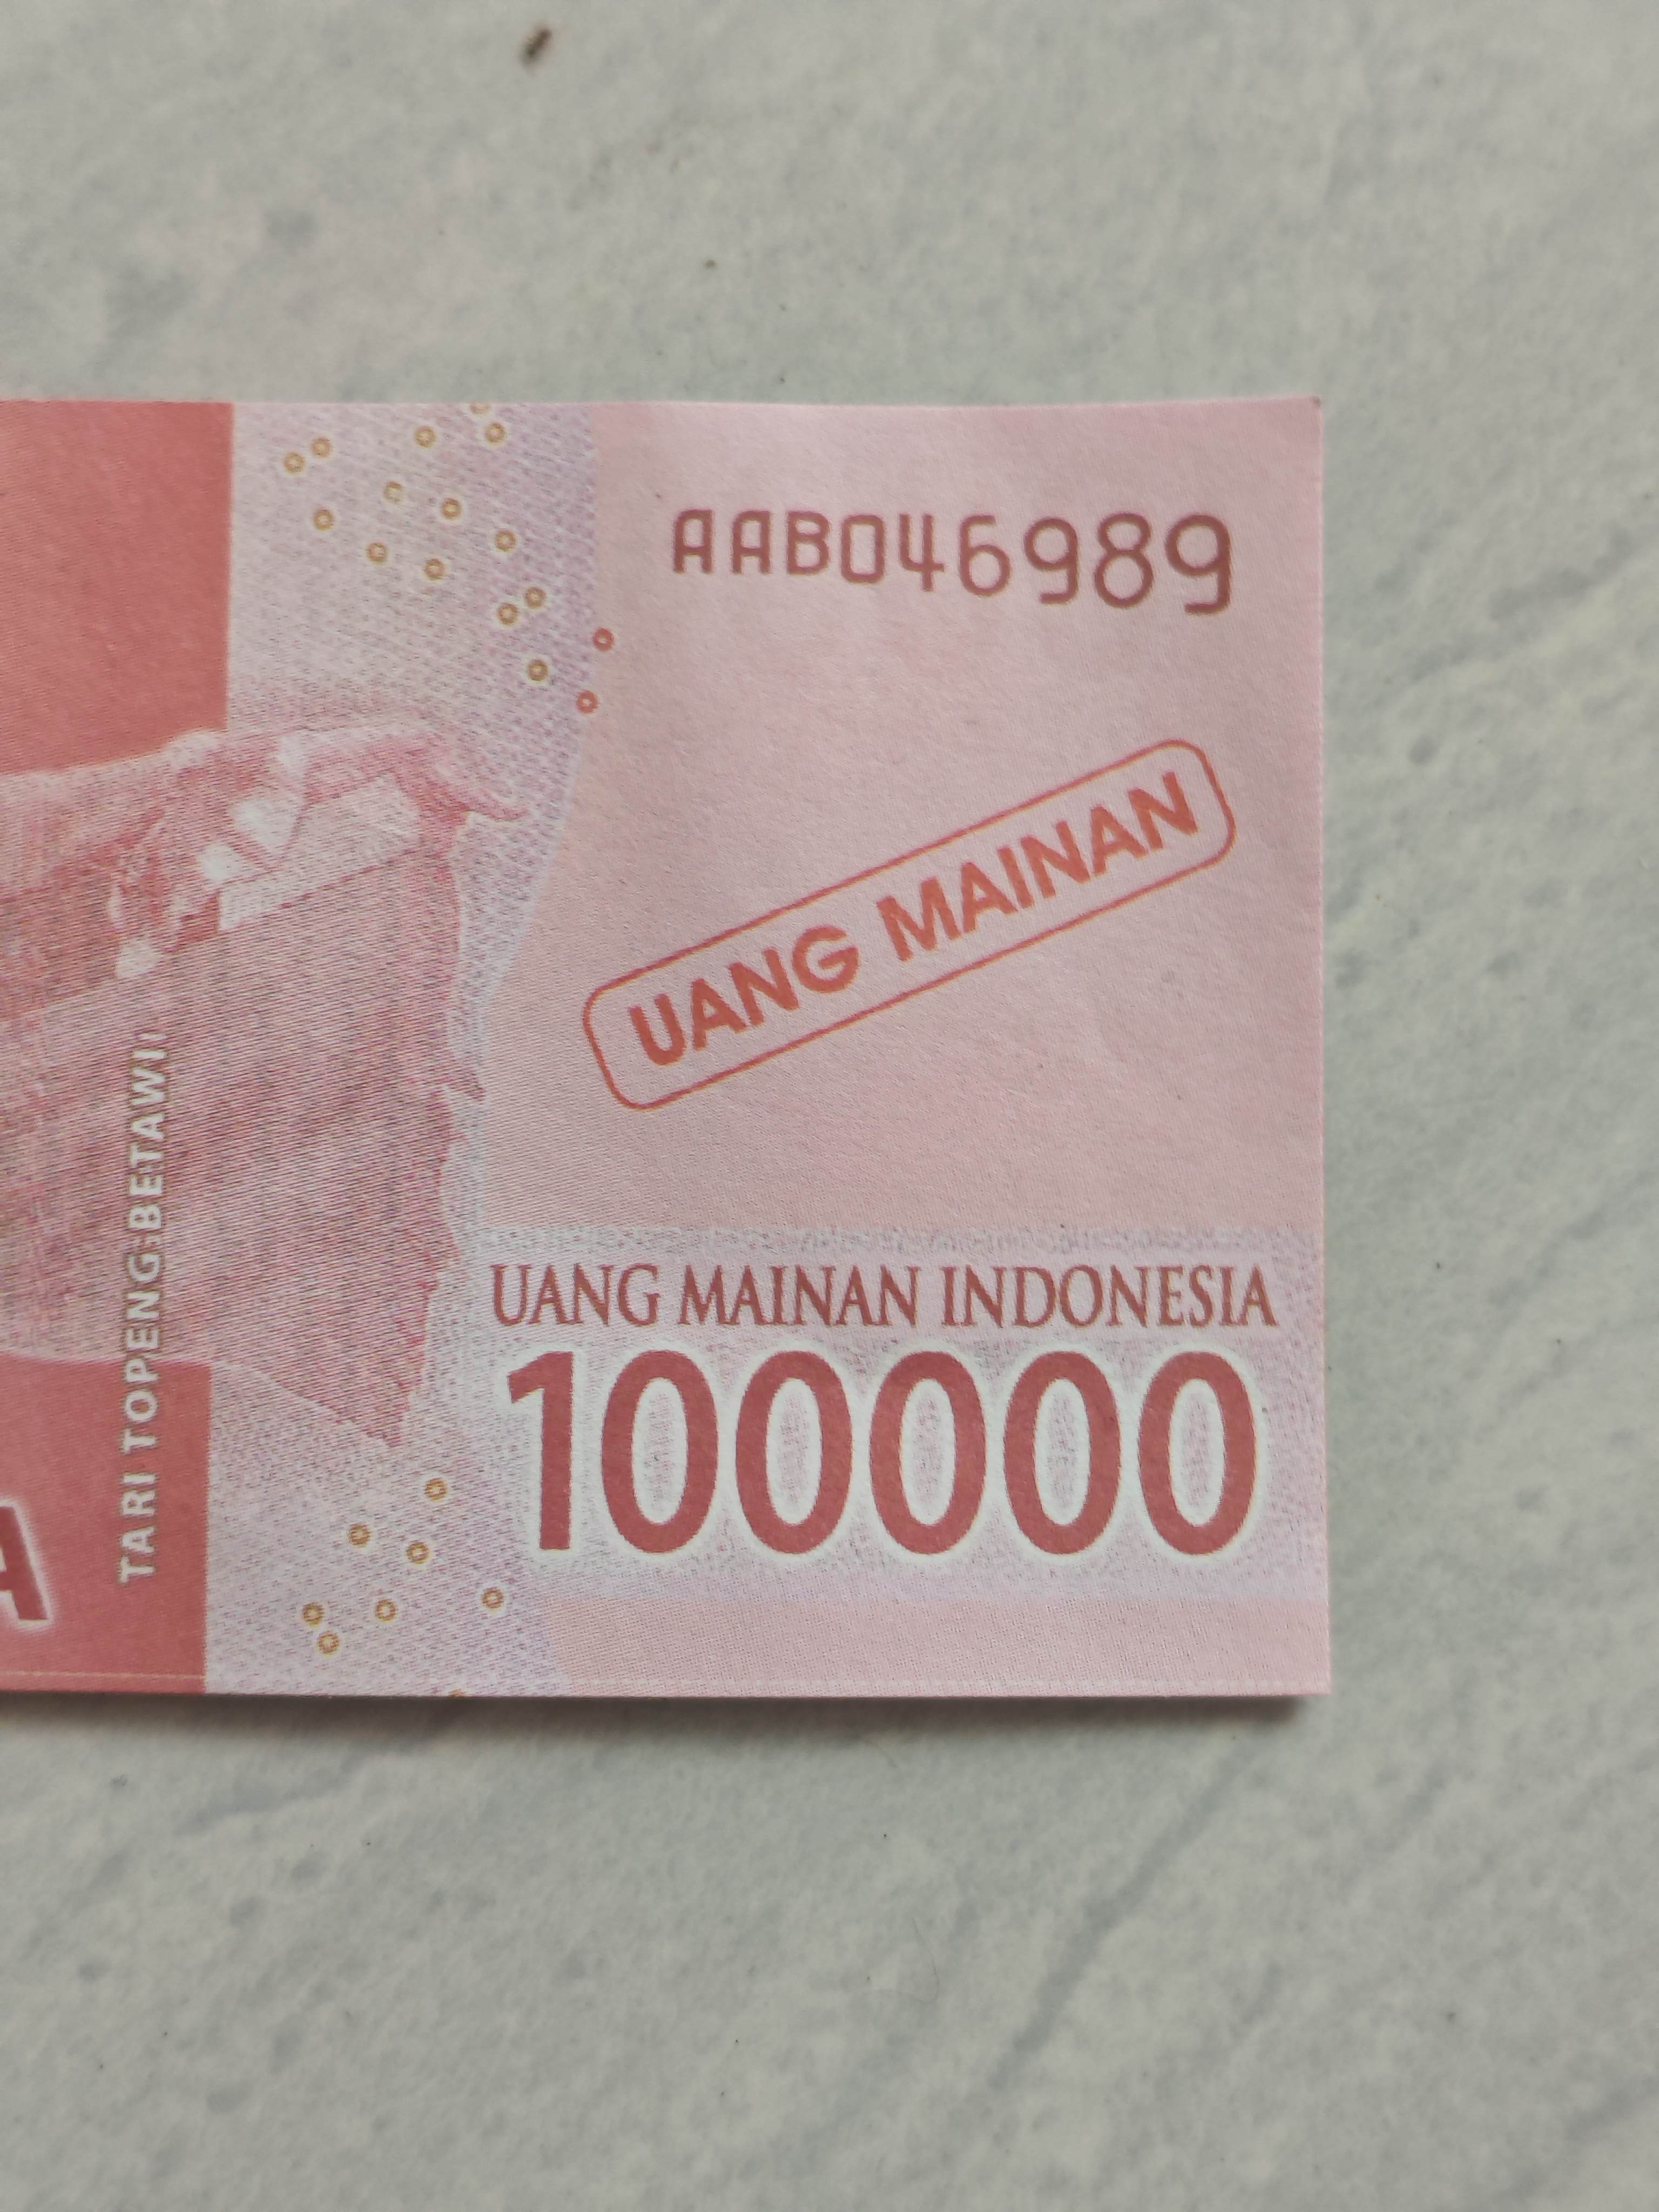 AAB046989
UANG MAINAN
UANG MAINAN INDONESIA
100000
TARI TOPENG BETAWI
A